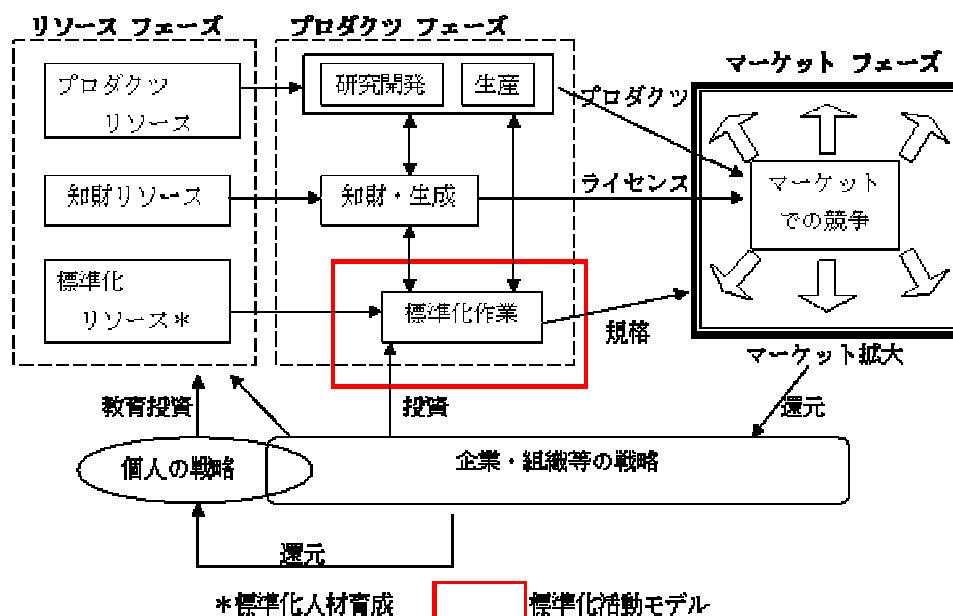 リソース フェーズ
プロダクツ フェーズ
マーケット フェーズ
プロダクツ
リソース
研究開発
生産
プロダクツ
知財リソース
知財・生成
ライセンス
マーケット
での競争
標準化
リソース*
標準化作業
規格
マーケット拡大
教育投資
投資
還元
個人の戦略
企業・組織等の戦略
還元
*標準化人材育成
標準化活動モデル